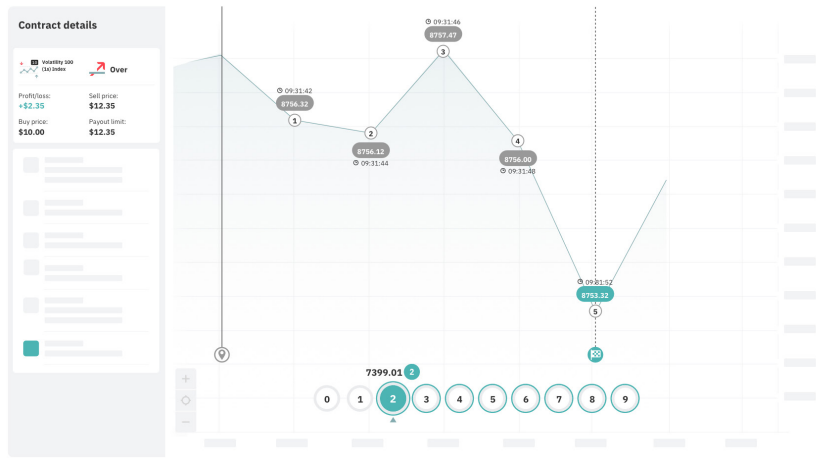 Contract details
Volatility 100
(1s) Index
Over
Profit/loss:
Sell price:
+$2.35
$12.35
Buy price:
Payout limit:
$10.00
$12.35
09:31:42
8756.32
1
2
8756.12
09:31:44
09:31:46
8757.47
3
4
8756.00
09:31:48
09:31:52
8753.32
5
7399.01 2
0 1 2 3 4 5 6 7 8 9